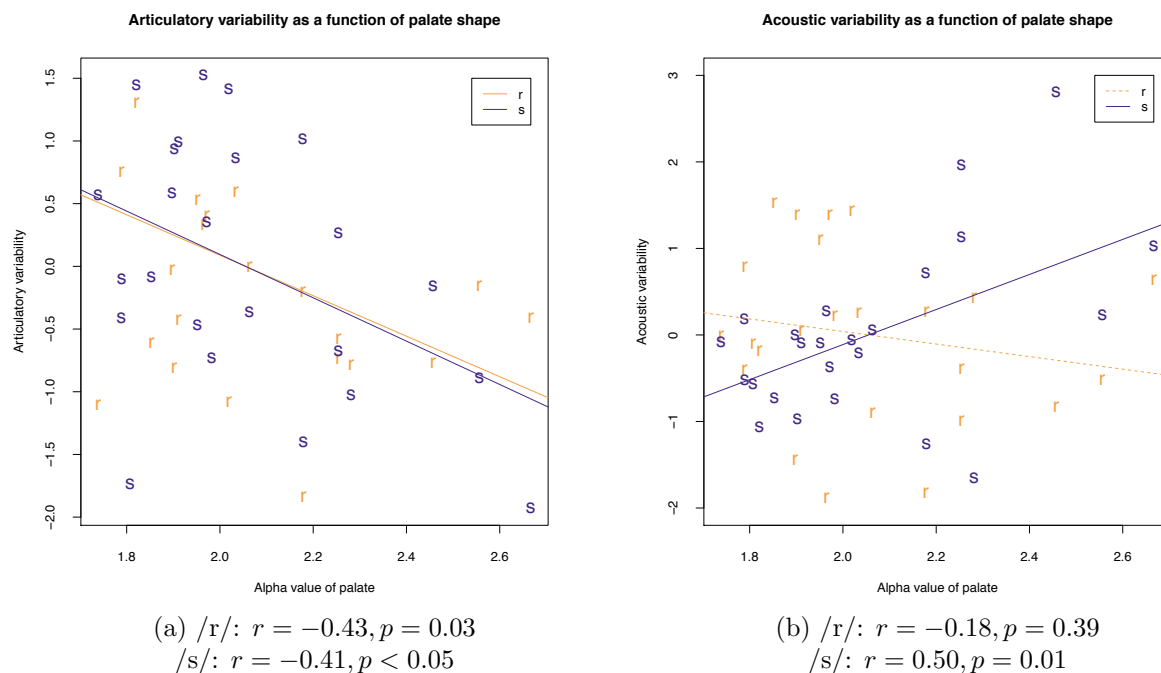 Articulatory variability as a function of palate shape
Articulatory variability
1.5
1.0
0.5
0.0
−0.5
−1.0
−1.5
−2.0
r
s
s s s r s s s s r s s r r r s s r r s s r s r s r r s r s r s r s r r r s r r s s r s s
1.8 2.0 2.2 2.4 2.6
Alpha value of palate
(a) /r/: r = −0.43, p = 0.03
/s/: r = −0.41, p < 0.05
Acoustic variability as a function of palate shape
Acoustic variability
3
2
1
0
−1
−2
r
s
s s r r r r r s s r s r s r r s r r s r s r s s s s s r r s s r r s s r s s r r s r s r s s r r
1.8 2.0 2.2 2.4 2.6
Alpha value of palate
(b) /r/: r = −0.18, p = 0.39
/s/: r = 0.50, p = 0.01